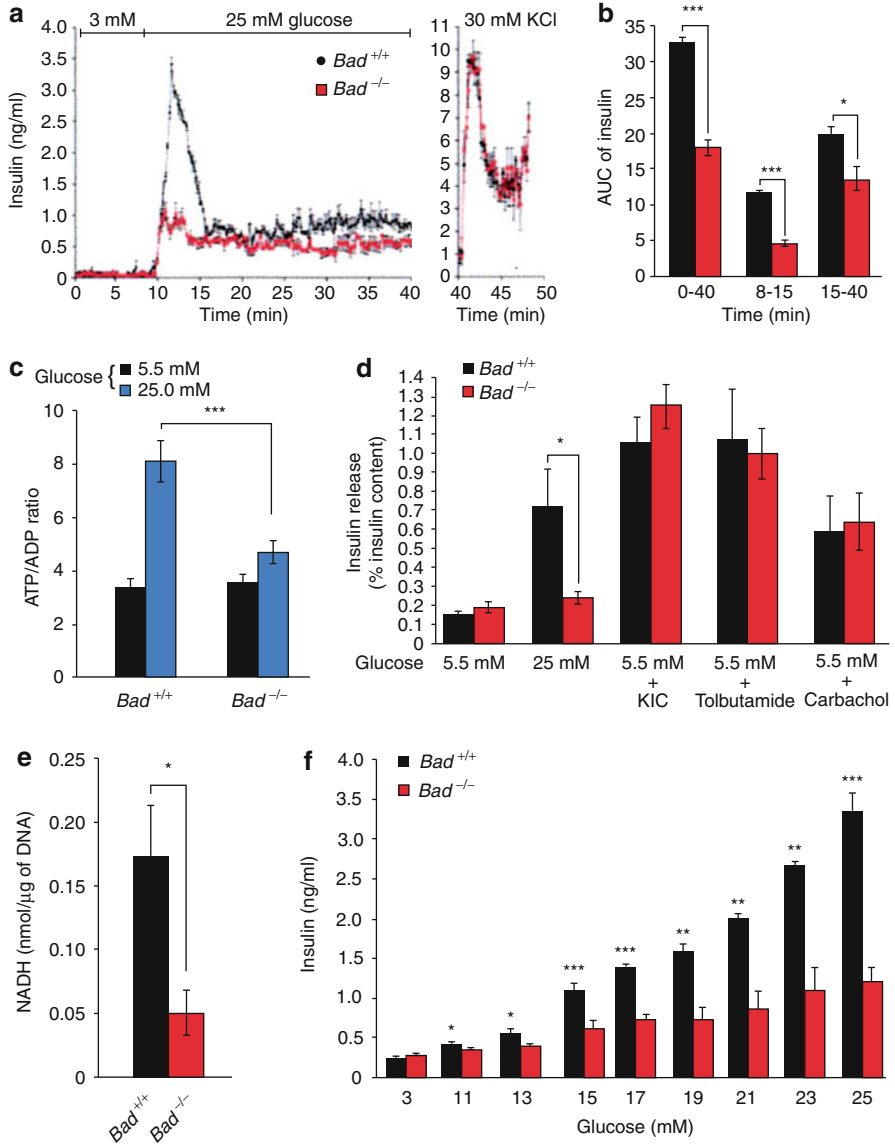 a
3 mM
25 mM glucose
30 mM KCl
Bad +/+
Bad –/–
Insulin (ng/ml)
4.0
3.5
3.0
2.5
2.0
1.5
1.0
0.5
0
0 5 10 15 20 25 30 35 40
Time (min)
11
10
9
8
7
6
5
4
3
2
1
0
40 45 50
Time (min)
b
AUC of insulin
40
35
30
25
20
15
10
5
0
***
***
*
0-40 8-15 15-40
Time (min)
c
Glucose { 5.5 mM
25.0 mM
ATP/ADP ratio
10
8
6
4
2
0
***
Bad +/+ Bad –/–
d
Bad +/+
Bad –/–
Insulin release
(% insulin content)
1.4
1.3
1.2
1.1
1.0
0.9
0.8
0.7
0.6
0.5
0.4
0.3
0.2
0.1
0
*
Glucose 5.5 mM 25 mM 5.5 mM 5.5 mM 5.5 mM
+ + +
KIC Tolbutamide Carbachol
e
NADH (nmol/µg of DNA)
0.25
0.20
0.15
0.10
0.05
0
*
Bad +/+ Bad –/–
f
Bad +/+
Bad –/–
Insulin (ng/ml)
4.0
3.5
3.0
2.5
2.0
1.5
1.0
0.5
0
* * *** *** ** ** ** ***
3 11 13 15 17 19 21 23 25
Glucose (mM)